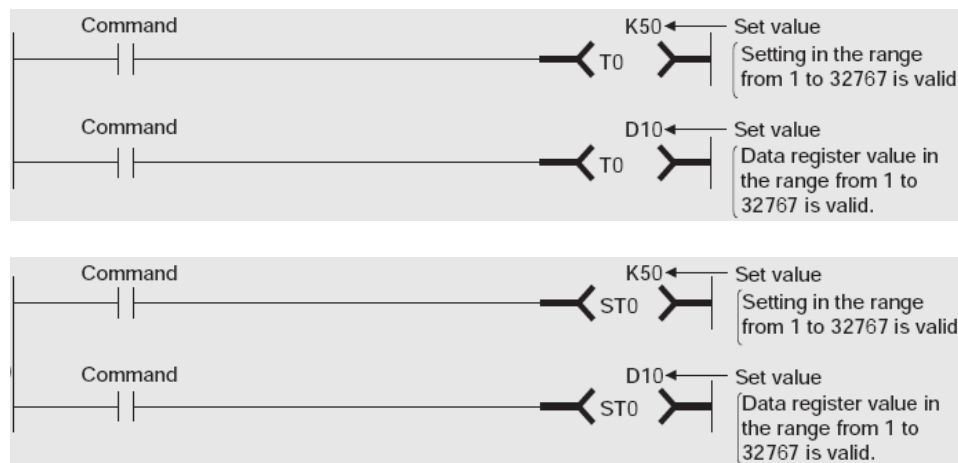 Command
K50
Set value
T0
Setting in the range
from 1 to 32767 is valid
Command
D10
Set value
T0
Data register value in
the range from 1 to
32767 is valid.
Command
K50
Set value
ST0
Setting in the range
from 1 to 32767 is valid
Command
D10
Set value
ST0
Data register value in
the range from 1 to
32767 is valid.